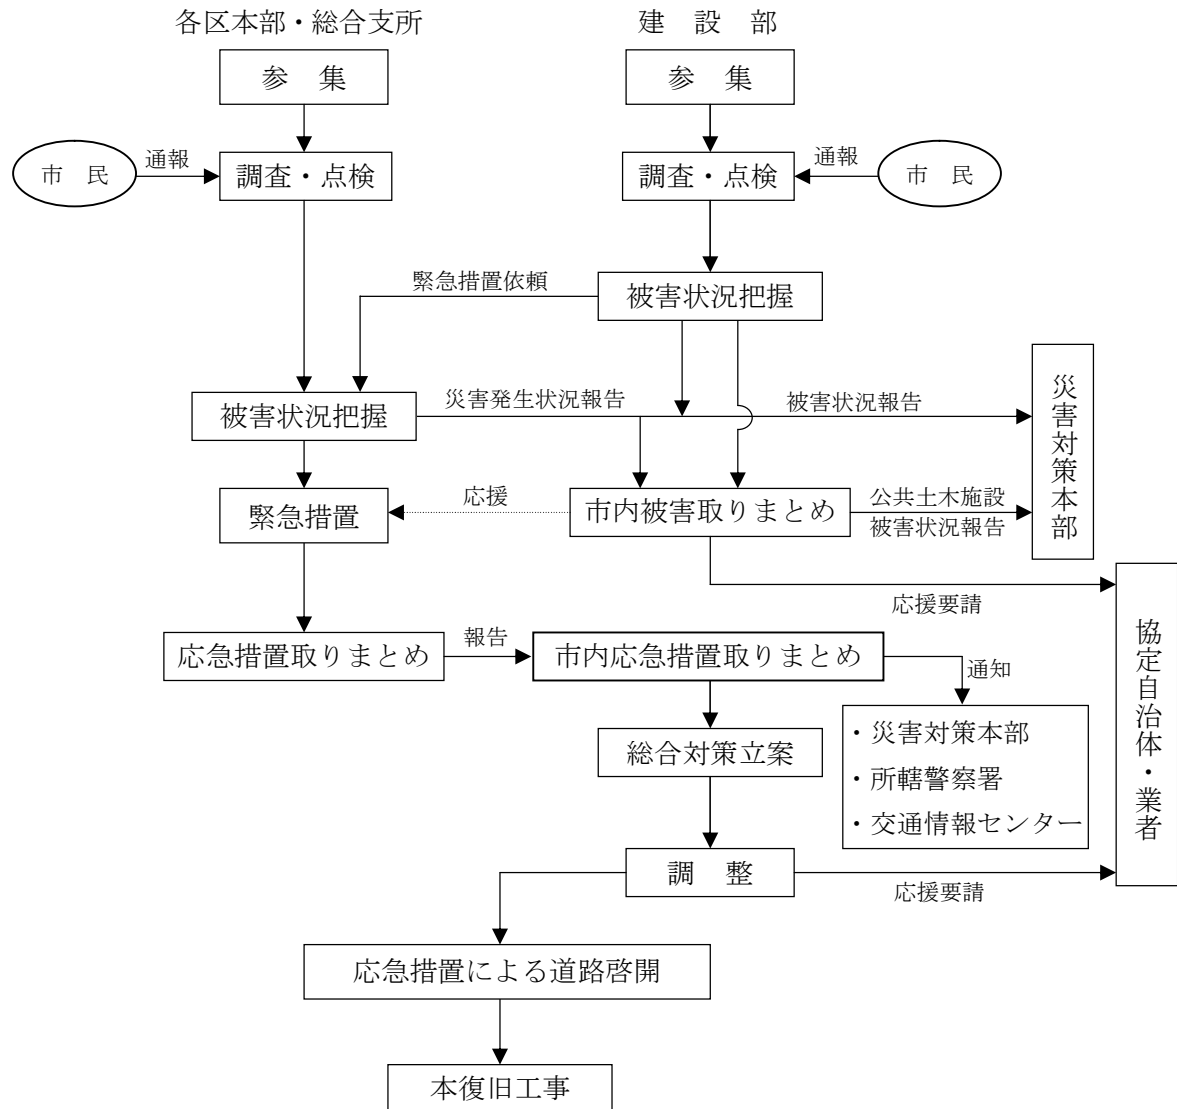 各区本部・総合支所
建　設　部
参　集
参　集
市　民
通報
調査・点検
調査・点検
通報
市　民
緊急措置依頼
被害状況把握
被害状況把握
災害発生状況報告
被害状況報告
災害対策本部
緊急措置
応援
市内被害取りまとめ
公共土木施設
被害状況報告
応援要請
協定自治体・業者
応急措置取りまとめ
報告
市内応急措置取りまとめ
通知
・災害対策本部
・所轄警察署
・交通情報センター
総合対策立案
調　整
応援要請
応急措置による道路啓開
本復旧工事